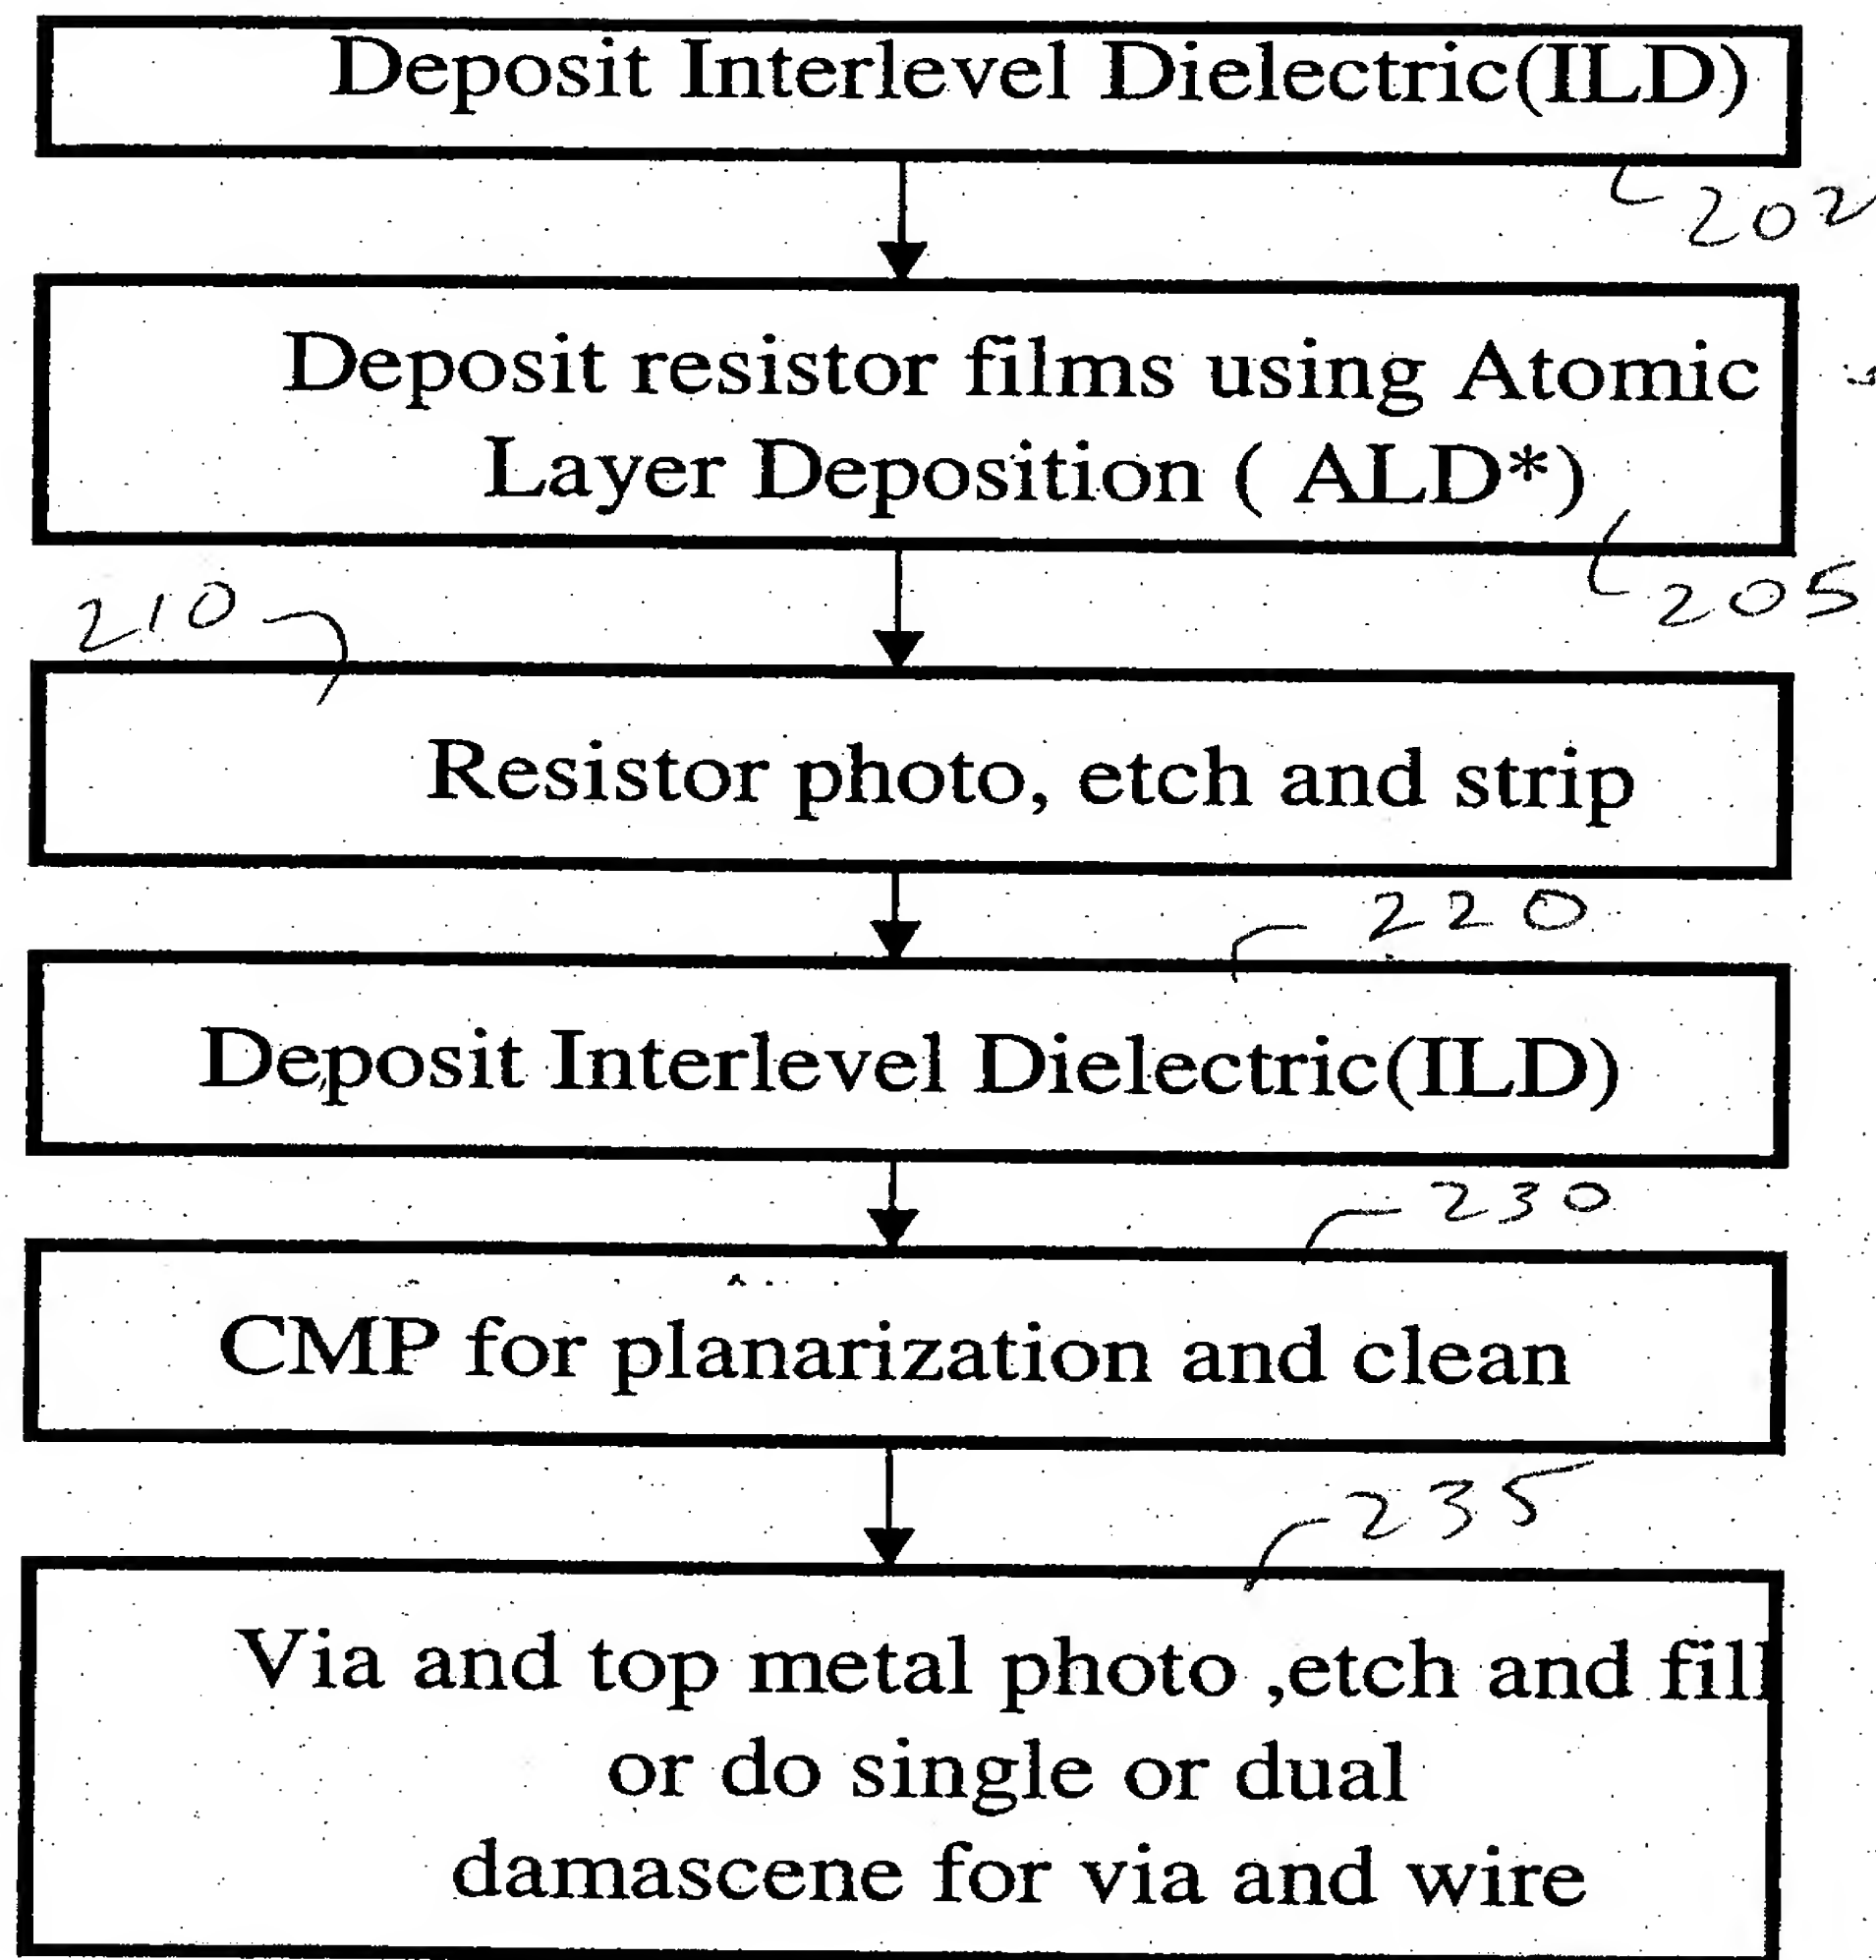 Deposit Interlevel Dielectric(ILD)
202
Deposit resistor films using Atomic
Layer Deposition ( ALD*)
205
210
Resistor photo, etch and strip
220
Deposit Interlevel Dielectric(ILD)
230
CMP for planarization and clean
235
Via and top metal photo ,etch and fill
or do single or dual
damascene for via and wire